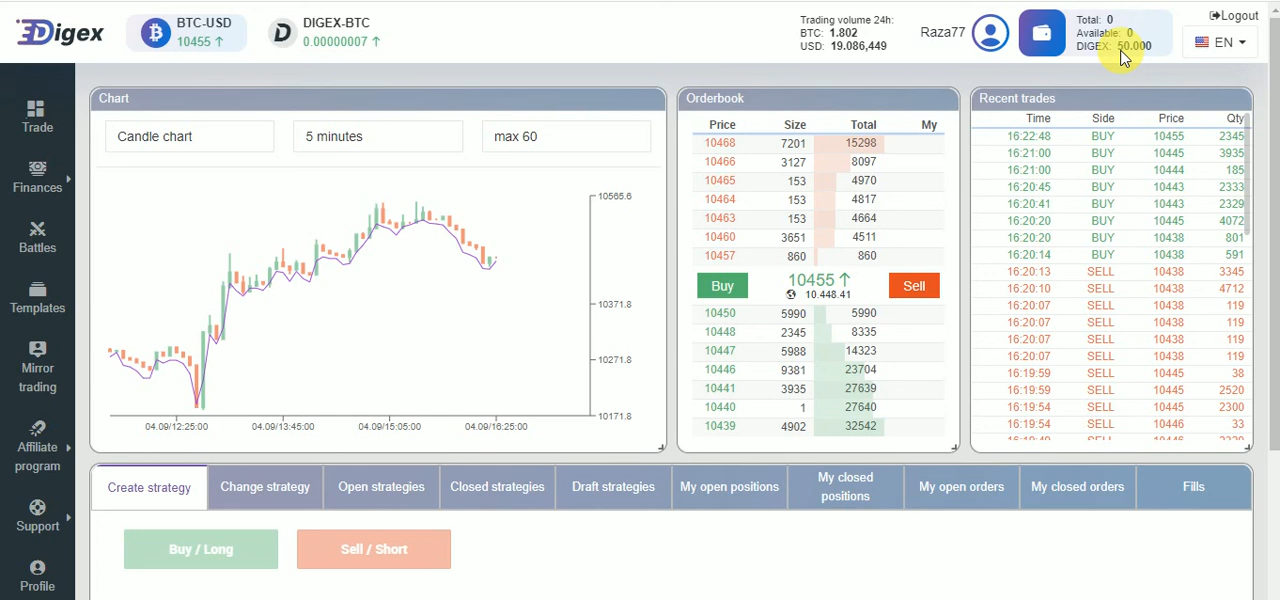 Digex
BTC-USD
10455 ↑
DIGEX-BTC
0.00000007 ↑
Trading volume 24h:
BTC: 1.802
USD: 19.086,449
Raza77
Total: 0
Available: 0
DIGEX: 50.000
Logout
EN
Trade
Finances
Battles
Templates
Mirror
trading
Affiliate
program
Support
Profile
Chart
Candle chart
5 minutes
max 60
10565.6
10371.8
10271.8
10171.8
04.09/12:25:00
04.09/13:45:00
04.09/15:05:00
04.09/16:25:00
Orderbook
Price Size Total My
10468 7201 15298
10466 3127 8097
10465 153 4970
10464 153 4817
10463 153 4664
10460 3651 4511
10457 860 860
Buy
10455 ↑
10.448.41
Sell
10450 5990 5990
10448 2345 8335
10447 5988 14323
10446 9381 23704
10441 3935 27639
10440 1 27640
10439 4902 32542
Recent trades
Time Side Price Qty
16:22:48 BUY 10455 2345
16:21:00 BUY 10445 3935
16:21:00 BUY 10444 185
16:20:45 BUY 10443 2333
16:20:41 BUY 10443 2329
16:20:20 BUY 10445 4072
16:20:20 BUY 10438 801
16:20:14 BUY 10438 591
16:20:13 SELL 10438 3345
16:20:10 SELL 10438 4712
16:20:07 SELL 10438 119
16:20:07 SELL 10438 119
16:20:07 SELL 10438 119
16:20:07 SELL 10438 119
16:19:59 SELL 10445 38
16:19:59 SELL 10445 2520
16:19:54 SELL 10445 2300
16:19:54 SELL 10446 33
Create strategy
Change strategy
Open strategies
Closed strategies
Draft strategies
My open positions
My closed
positions
My open orders
My closed orders
Fills
Buy / Long
Sell / Short